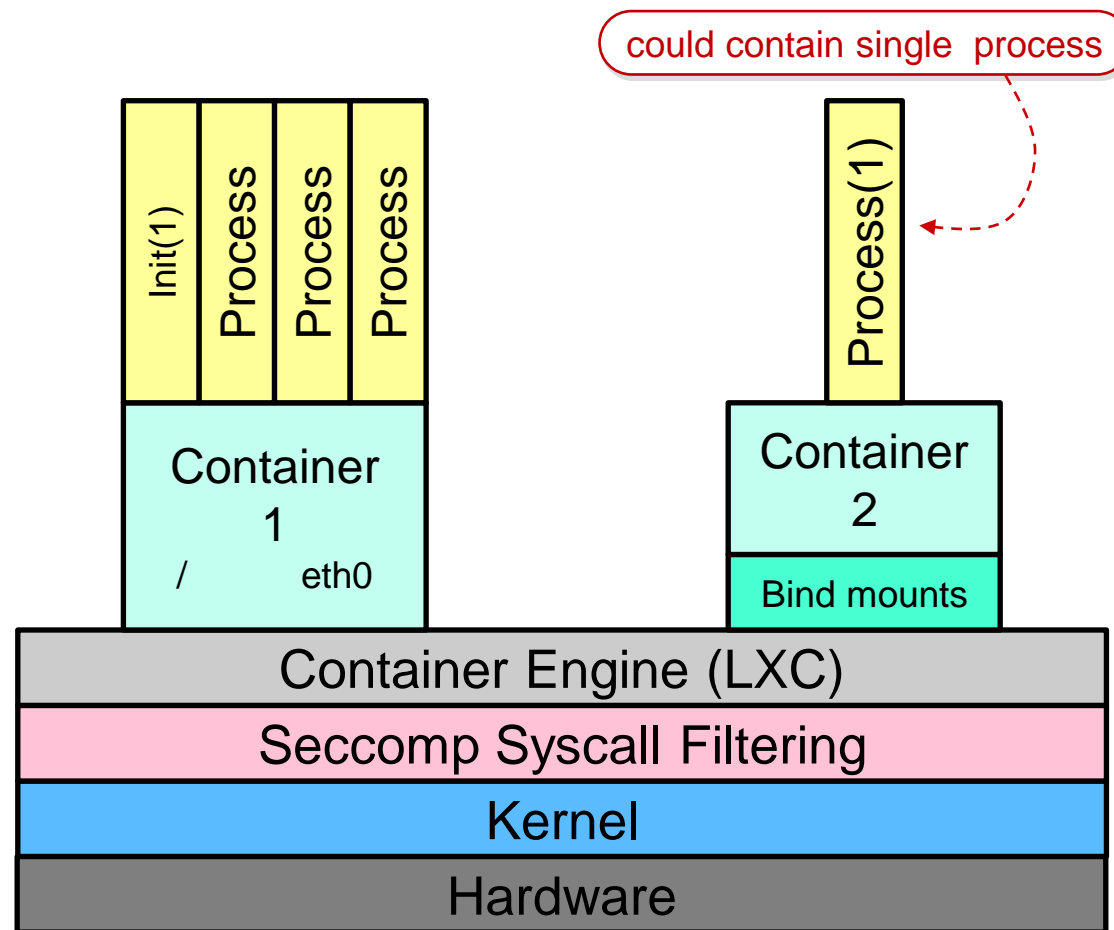 could contain single process
Init(1)
Process
Process
Process
Process(1)
Container
1
/ eth0
Container
2
Bind mounts
Container Engine (LXC)
Seccomp Syscall Filtering
Kernel
Hardware